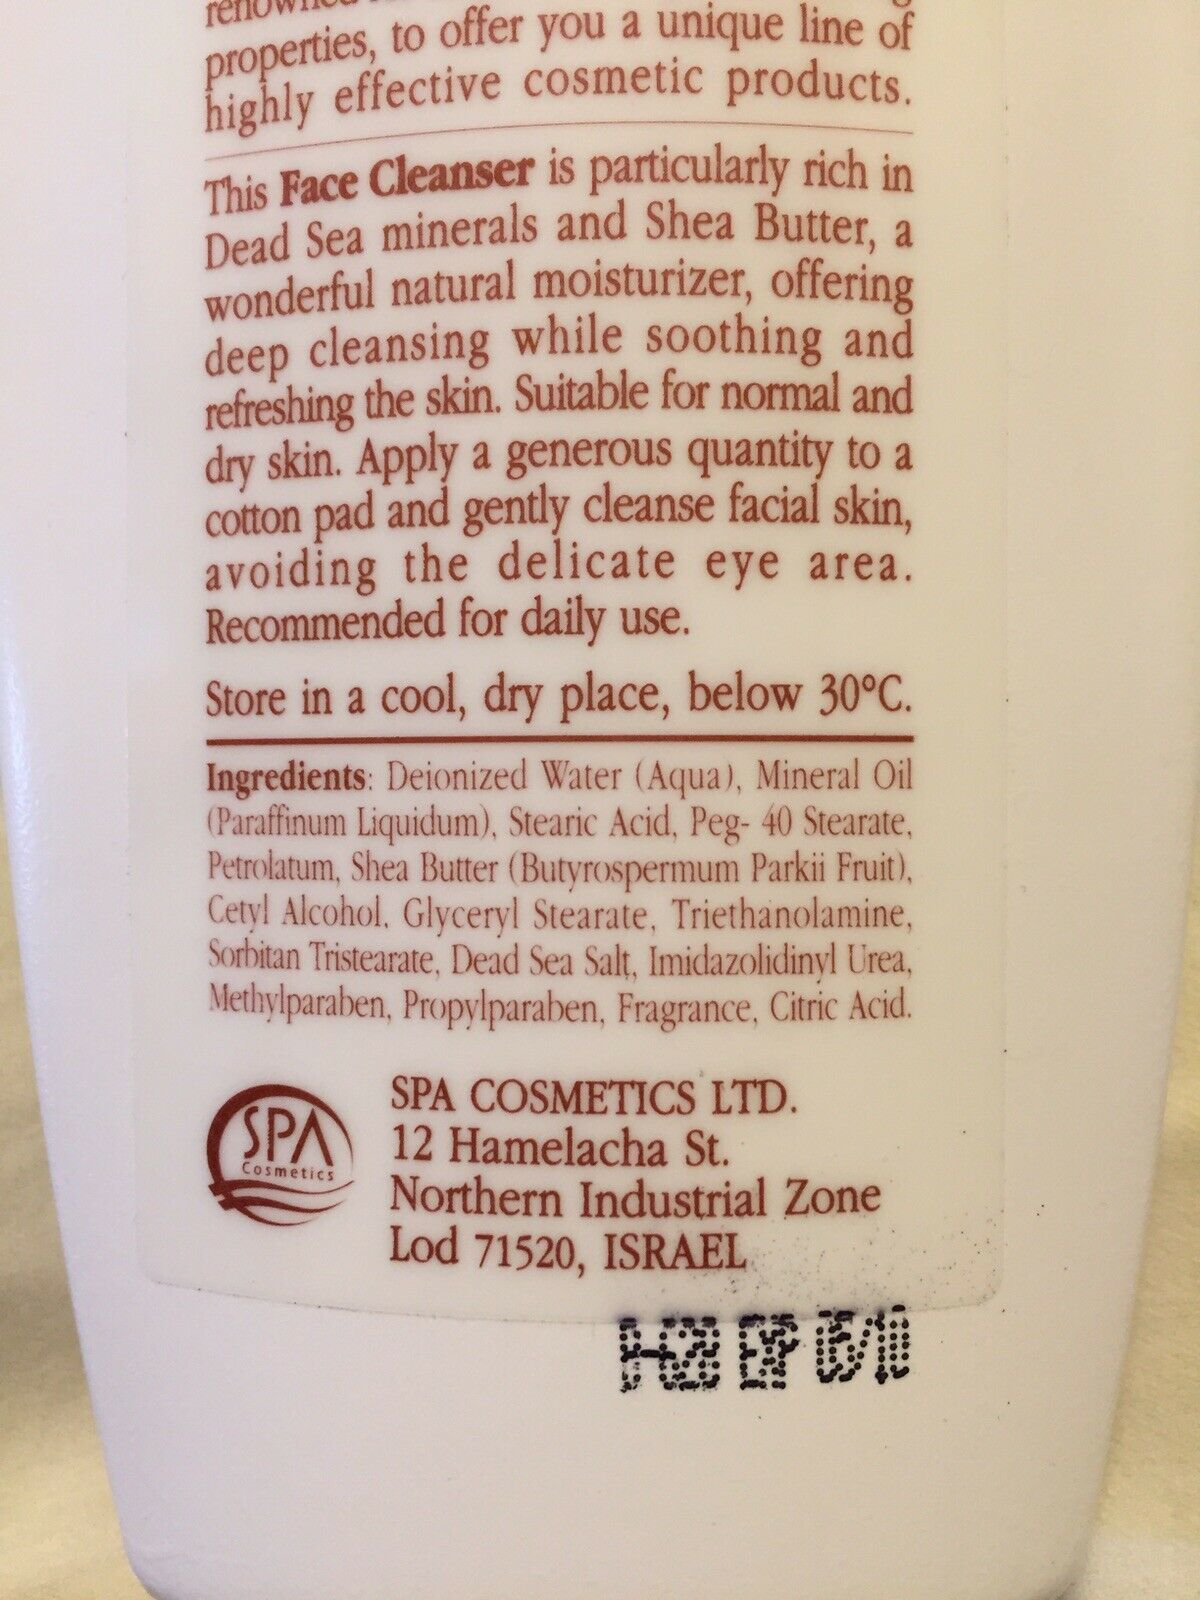 renowned
properties, to offer you a unique line of
highly effective cosmetic products.
This Face Cleanser is particularly rich in
Dead Sea minerals and Shea Butter, a
wonderful natural moisturizer, offering
deep cleansing while soothing and
refreshing the skin. Suitable for normal and
dry skin. Apply a generous quantity to a
cotton pad and gently cleanse facial skin,
avoiding the delicate eye area.
Recommended for daily use.
Store in a cool, dry place, below 30°C.
Ingredients: Deionized Water (Aqua), Mineral Oil
(Paraffinum Liquidum), Stearic Acid, Peg- 40 Stearate,
Petrolatum, Shea Butter (Butyrospermum Parkii Fruit),
Cetyl Alcohol, Glyceryl Stearate, Triethanolamine,
Sorbitan Tristearate, Dead Sea Salt, Imidazolidinyl Urea,
Methylparaben, Propylparaben, Fragrance, Citric Acid.
SPA
Cosmetics
SPA COSMETICS LTD.
12 Hamelacha St.
Northern Industrial Zone
Lod 71520, ISRAEL
EXP 05/10